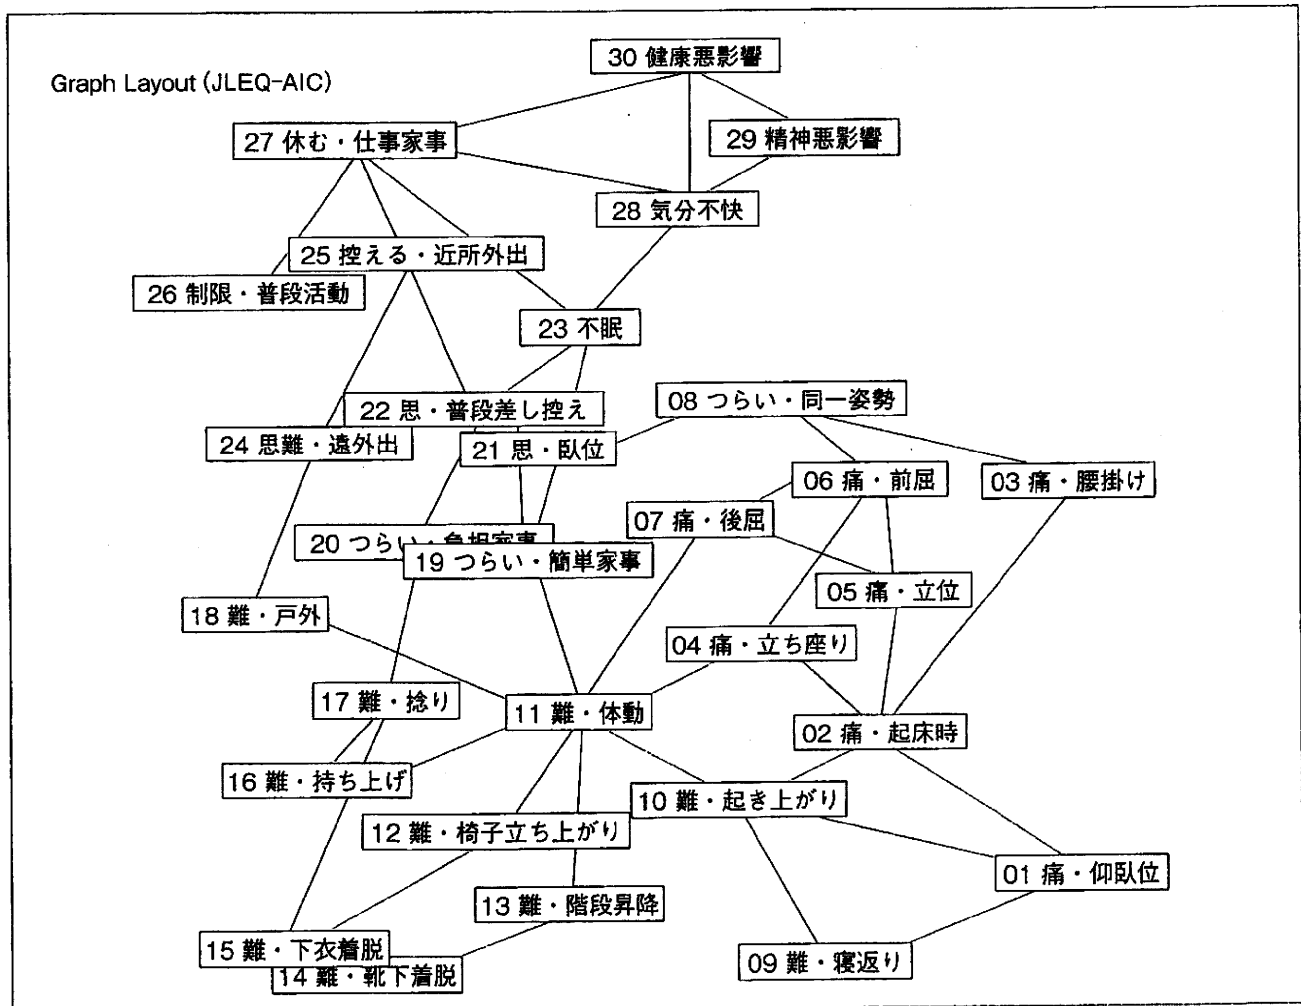 30 健康悪影響
Graph Layout (JLEQ-AIC)
27 休む・仕事家事
29 精神悪影響
28 気分不快
25 控える・近所外出
26 制限・普段活動
23 不眠
08 つらい・同一姿勢
22 思・普段差し控え
24 思難・遠外出
21 思・臥位
06 痛・前屈
03 痛・腰掛け
07 痛・後屈
20 つらい・
19 つらい・簡単家事
05 痛・立位
18 難・戸外
04 痛・立ち座り
17 難・捻り
11 難・体動
02 痛・起床時
16 難・持ち上げ
10 難・起き上がり
12 難・椅子立ち上がり
01 痛・仰臥位
13 難・階段昇降
15 難・下衣着脱
14 難・靴下着脱
09 難・寝返り